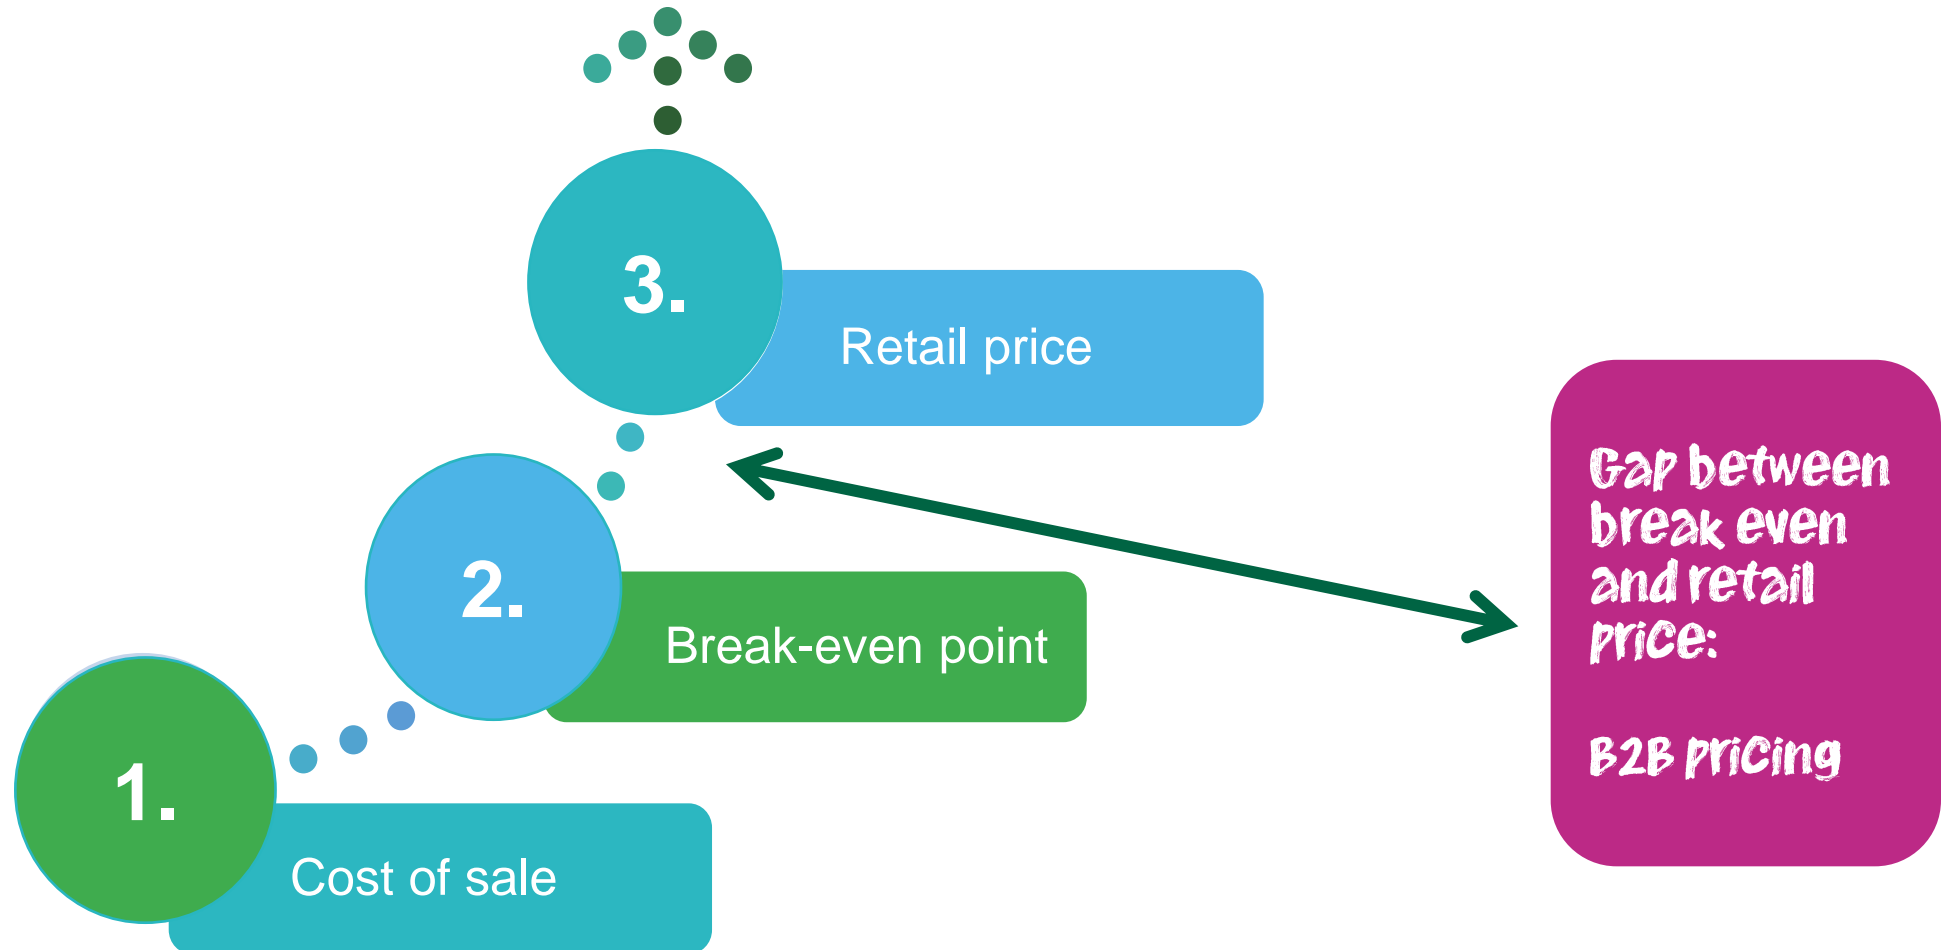 3.
Retail price
2.
Break-even point
1.
Cost of sale
Gap between
break even
and retail
price:
B2B pricing